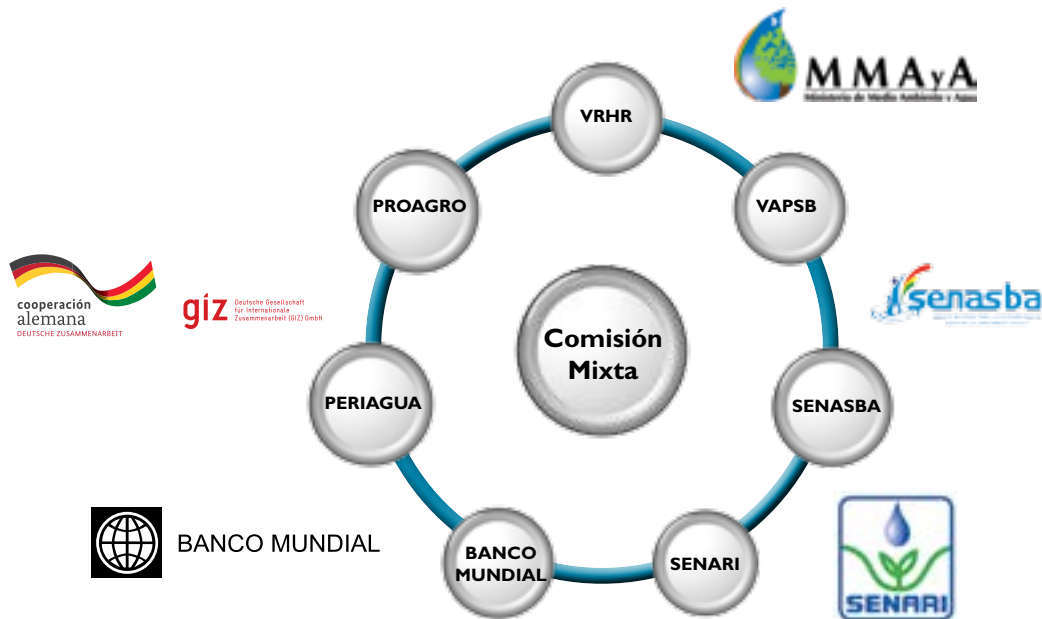 MMAyA
Ministerio de Medio Ambiente y Agua
VRHR
PROAGRO
VAPSB
cooperación
alemana
DEUTSCHE ZUSAMMENARBEIT
giz
Deutsche Gesellschaft
für Internationale
Zusammenarbeit (GIZ) GmbH
senasba
Comisión
Mixta
PERIAGUA
SENASBA
BANCO MUNDIAL
BANCO
MUNDIAL
SENARI
SENARI